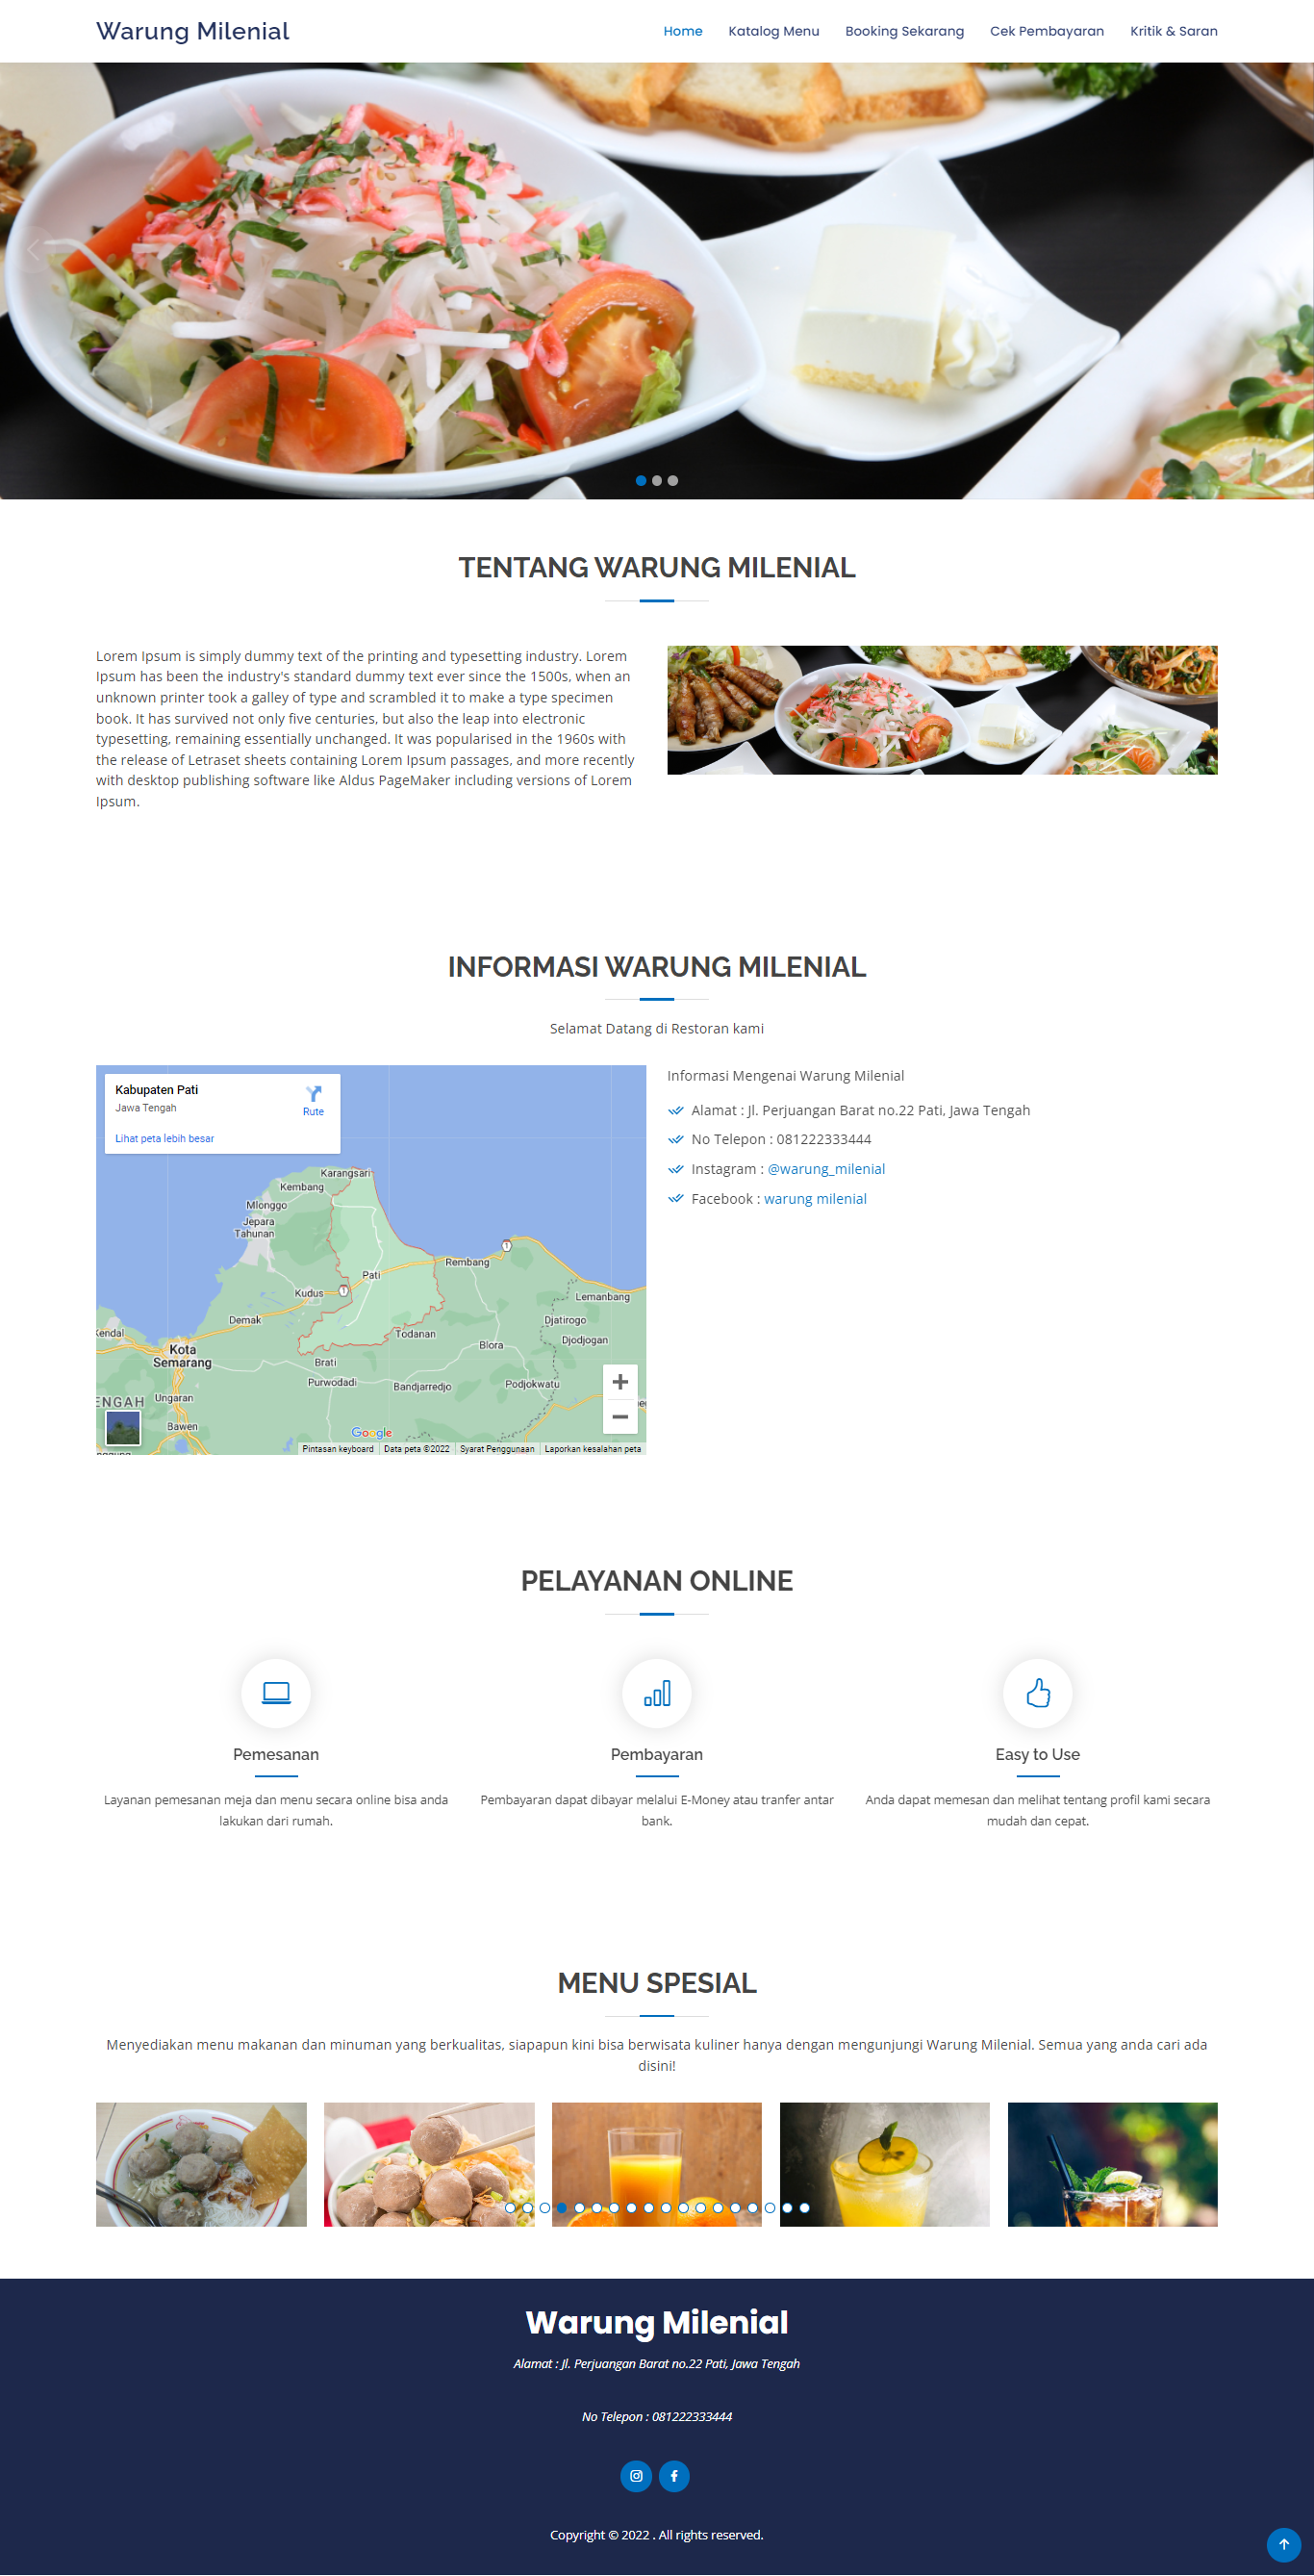 Warung Milenial
Home Katalog Menu Booking Sekarang Cek Pembayaran Kritik & Saran
TENTANG WARUNG MILENIAL
Lorem Ipsum is simply dummy text of the printing and typesetting industry. Lorem
Ipsum has been the industry's standard dummy text ever since the 1500s, when an
unknown printer took a galley of type and scrambled it to make a type specimen
book. It has survived not only five centuries, but also the leap into electronic
typesetting, remaining essentially unchanged. It was popularised in the 1960s with
the release of Letraset sheets containing Lorem Ipsum passages, and more recently
with desktop publishing software like Aldus PageMaker including versions of Lorem
Ipsum.
INFORMASI WARUNG MILENIAL
Selamat Datang di Restoran kami
Kabupaten Pati
Jawa Tengah
Rute
Lihat peta lebih besar
Karangsari
Kembang
Mlonggo
Jepara
Tahunan
1
Rembang
Pati
Kudus
1
Lemanbang
Demak
Djatirogo
Kendal
Todanan
Djodjogan
Blora
Kota
Semarang
Brati
Purwodadi
Bandjarredjo
Podjokwatu
ENGAH
Ungaran
Bawen
Google
Pintasan keyboard Data peta ©2022 Syarat Penggunaan Laporkan kesalahan peta
Informasi Mengenai Warung Milenial
Alamat : Jl. Perjuangan Barat no.22 Pati, Jawa Tengah
No Telepon : 081222333444
Instagram : @warung_milenial
Facebook : warung milenial
PELAYANAN ONLINE
Pemesanan
Layanan pemesanan meja dan menu secara online bisa anda
lakukan dari rumah.
Pembayaran
Pembayaran dapat dibayar melalui E-Money atau tranfer antar
bank.
Easy to Use
Anda dapat memesan dan melihat tentang profil kami secara
mudah dan cepat.
MENU SPESIAL
Menyediakan menu makanan dan minuman yang berkualitas, siapapun kini bisa berwisata kuliner hanya dengan mengunjungi Warung Milenial. Semua yang anda cari ada
disini!
Warung Milenial
Alamat : Jl. Perjuangan Barat no.22 Pati, Jawa Tengah
No Telepon : 081222333444
Copyright © 2022 . All rights reserved.